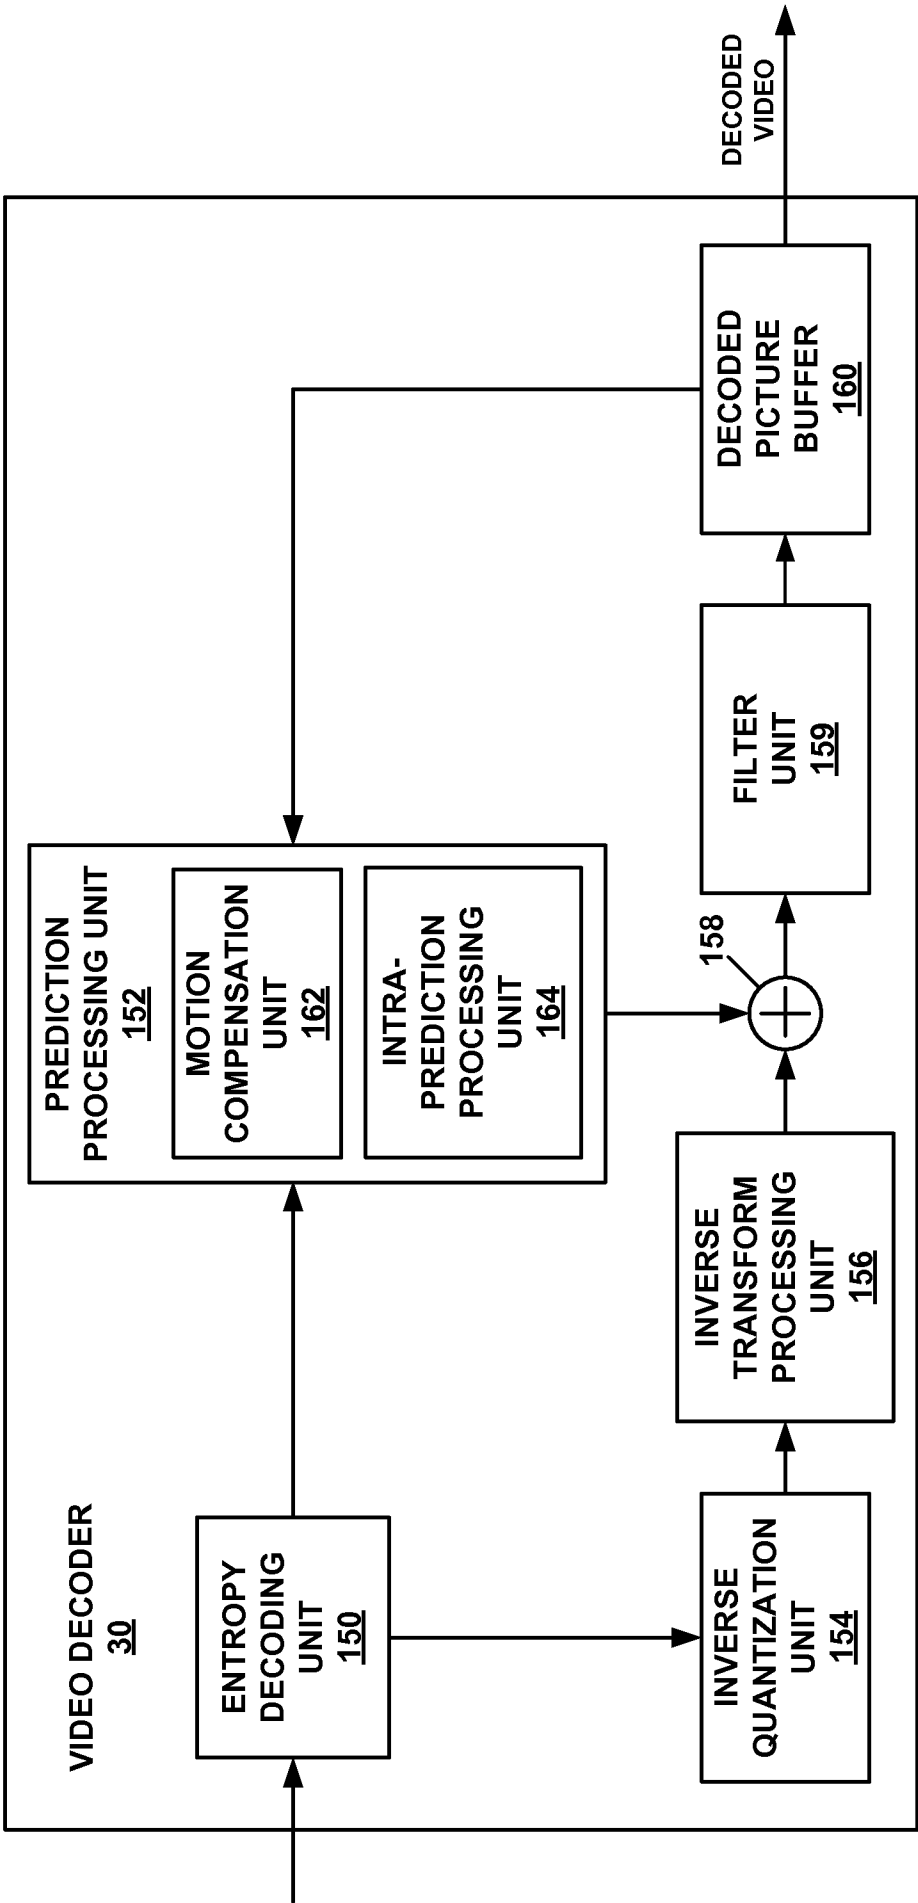 VIDEO DECODER
30
ENTROPY
DECODING
UNIT
150
PREDICTION
PROCESSING UNIT
152
MOTION
COMPENSATION
UNIT
162
INTRA-
PREDICTION
PROCESSING
UNIT
164
INVERSE
QUANTIZATION
UNIT
154
INVERSE
TRANSFORM
PROCESSING
UNIT
156
158
FILTER
UNIT
159
DECODED
PICTURE
BUFFER
160
DECODED
VIDEO